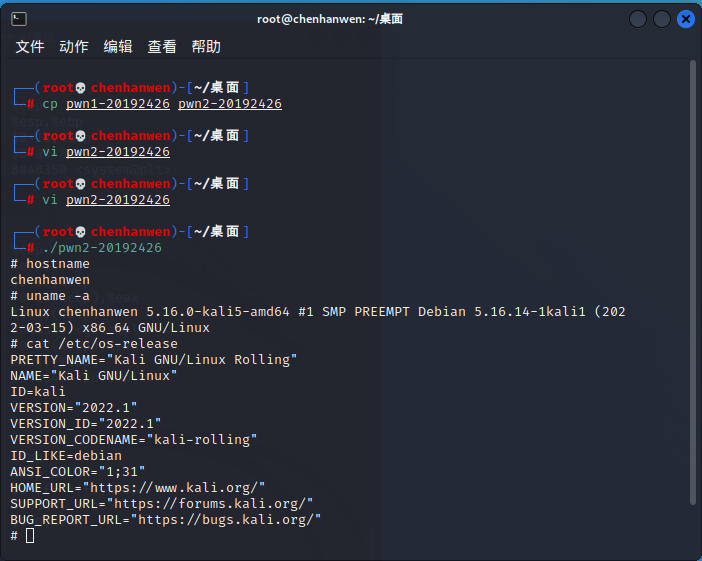 root@chenhanwen: ~/桌面
文件 动作 编辑 查看 帮助
┌──(root💀chenhanwen)-[~/桌面]
└─# cp pwn1-20192426 pwn2-20192426
┌──(root💀chenhanwen)-[~/桌面]
└─# vi pwn2-20192426
┌──(root💀chenhanwen)-[~/桌面]
└─# vi pwn2-20192426
┌──(root💀chenhanwen)-[~/桌面]
└─# ./pwn2-20192426
# hostname
chenhanwen
# uname -a
Linux chenhanwen 5.16.0-kali5-amd64 #1 SMP PREEMPT Debian 5.16.14-1kali1 (202
2-03-15) x86_64 GNU/Linux
# cat /etc/os-release
PRETTY_NAME="Kali GNU/Linux Rolling"
NAME="Kali GNU/Linux"
ID=kali
VERSION="2022.1"
VERSION_ID="2022.1"
VERSION_CODENAME="kali-rolling"
ID_LIKE=debian
ANSI_COLOR="1;31"
HOME_URL="https://www.kali.org/"
SUPPORT_URL="https://forums.kali.org/"
BUG_REPORT_URL="https://bugs.kali.org/"
#